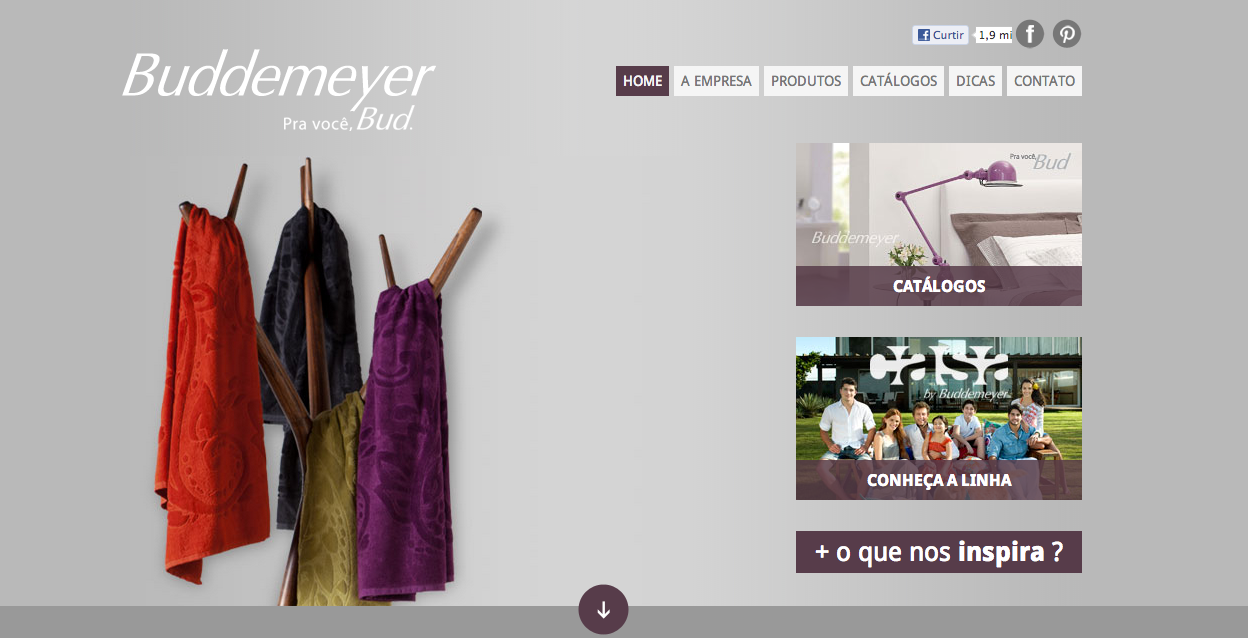 Curtir
1,9 mi
Buddemeyer
Pra você, Bud.
HOME
A EMPRESA
PRODUTOS
CATÁLOGOS
DICAS
CONTATO
Pra você, Bud
Buddemeyer
CATÁLOGOS
casa
by Buddemeyer
CONHEÇA A LINHA
+ o que nos inspira ?